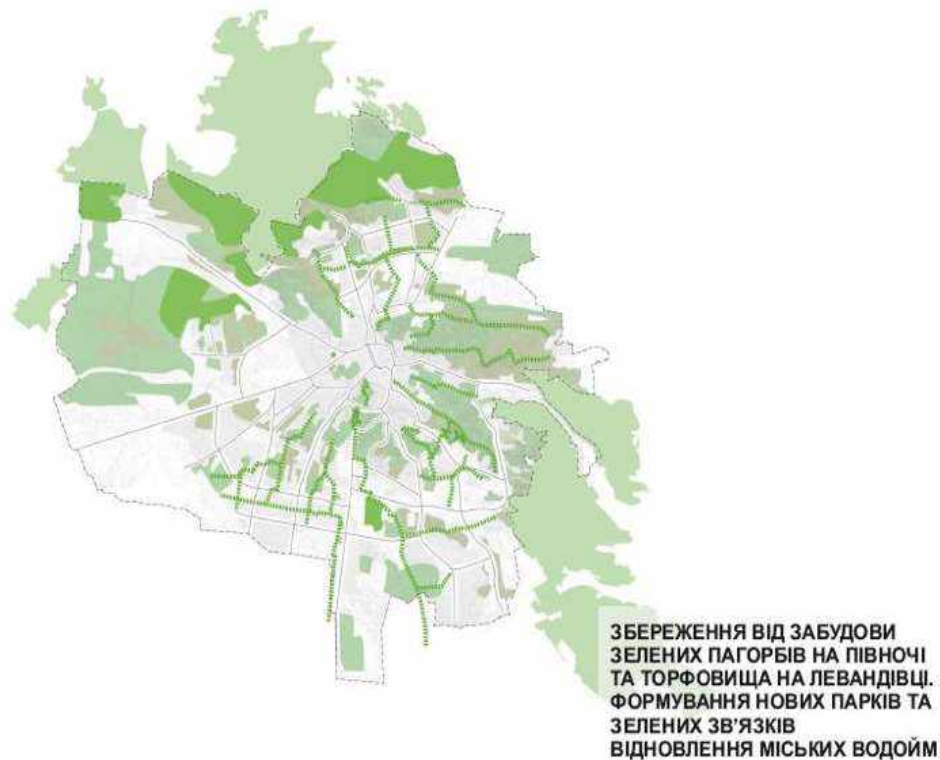 ЗБЕРЕЖЕННЯ ВІД ЗАБУДОВИ
ЗЕЛЕНИХ ПАГОРБІВ НА ПІВНОЧІ
ТА ТОРФОВИЩА НА ЛЕВАНДІВЦІ.
ФОРМУВАННЯ НОВИХ ПАРКІВ ТА
ЗЕЛЕНИХ ЗВ'ЯЗКІВ
ВІДНОВЛЕННЯ МІСЬКИХ ВОДОЙМ